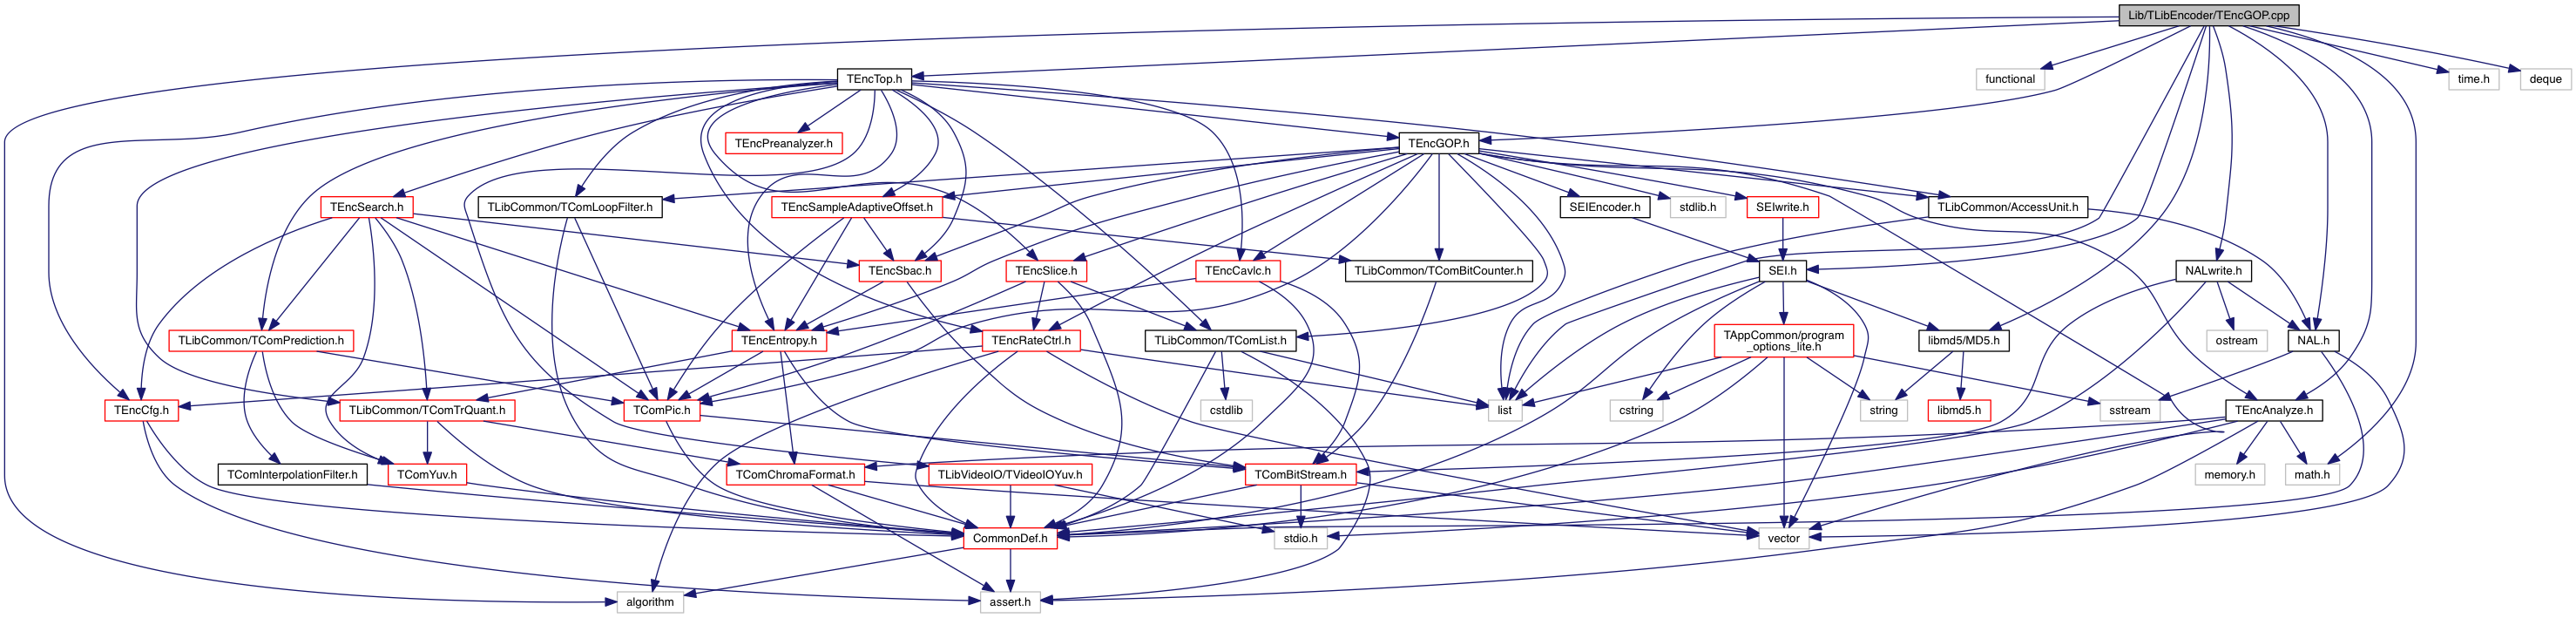 Lib/TLibEncoder/TEncGOP.cpp
TEncTop.h
functional
time.h
deque
TEncPreanalyzer.h
TEncGOP.h
TEncSearch.h
TLibCommon/TComLoopFilter.h
TEncSampleAdaptiveOffset.h
SEIEncoder.h
stdlib.h
SEIwrite.h
TLibCommon/AccessUnit.h
TEncSbac.h
TEncSlice.h
TEncCavlc.h
TLibCommon/TComBitCounter.h
SEI.h
NALwrite.h
TLibCommon/TComPrediction.h
TEncEntropy.h
TEncRateCtrl.h
TLibCommon/TComList.h
TAppCommon/program
_options_lite.h
libmd5/MD5.h
ostream
NAL.h
TEncCfg.h
TLibCommon/TComTrQuant.h
TComPic.h
cstdlib
list
cstring
string
libmd5.h
sstream
TEncAnalyze.h
TComInterpolationFilter.h
TComYuv.h
TComChromaFormat.h
TLibVideoIO/TVideoIOYuv.h
TComBitStream.h
memory.h
math.h
CommonDef.h
stdio.h
vector
algorithm
assert.h